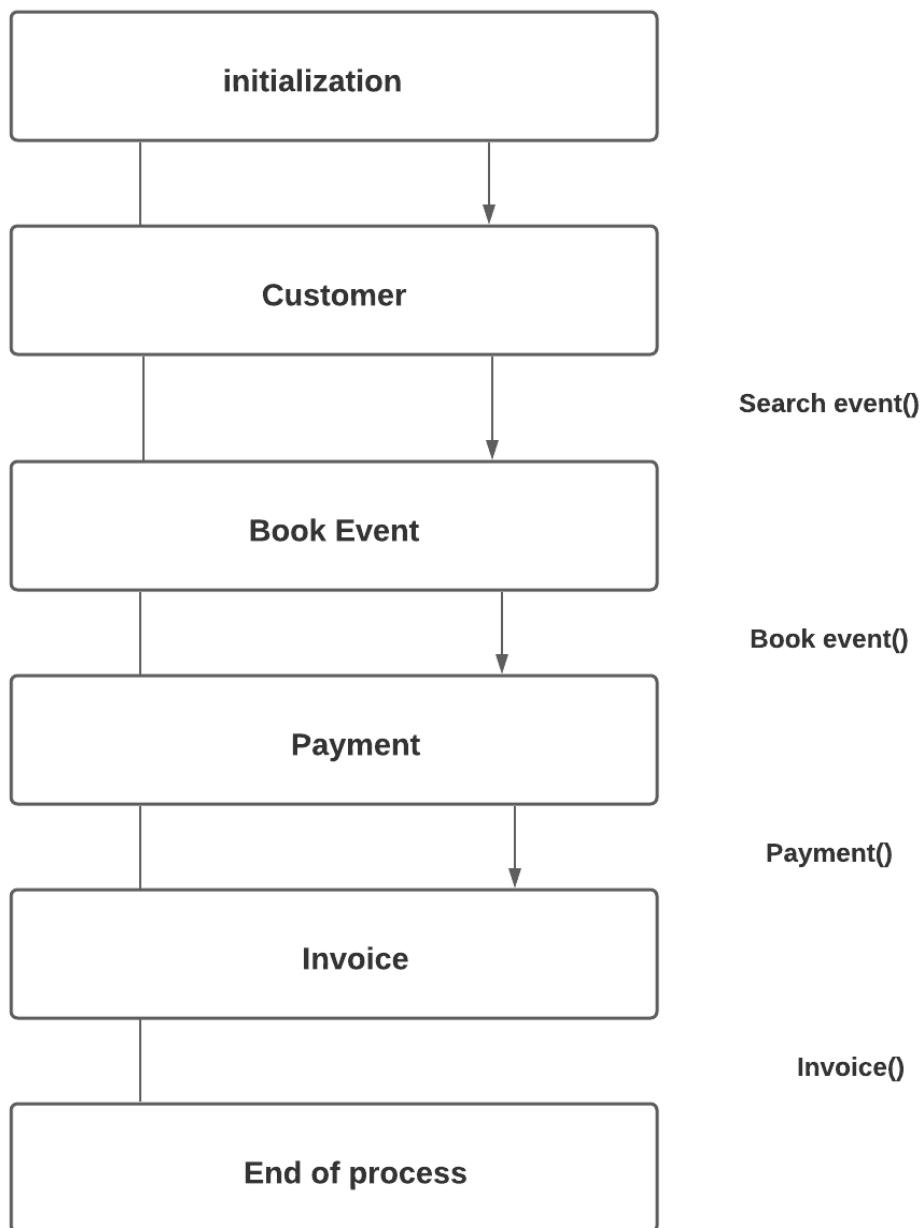 initialization
Customer
Search event()
Book Event
Book event()
Payment
Payment()
Invoice
Invoice()
End of process